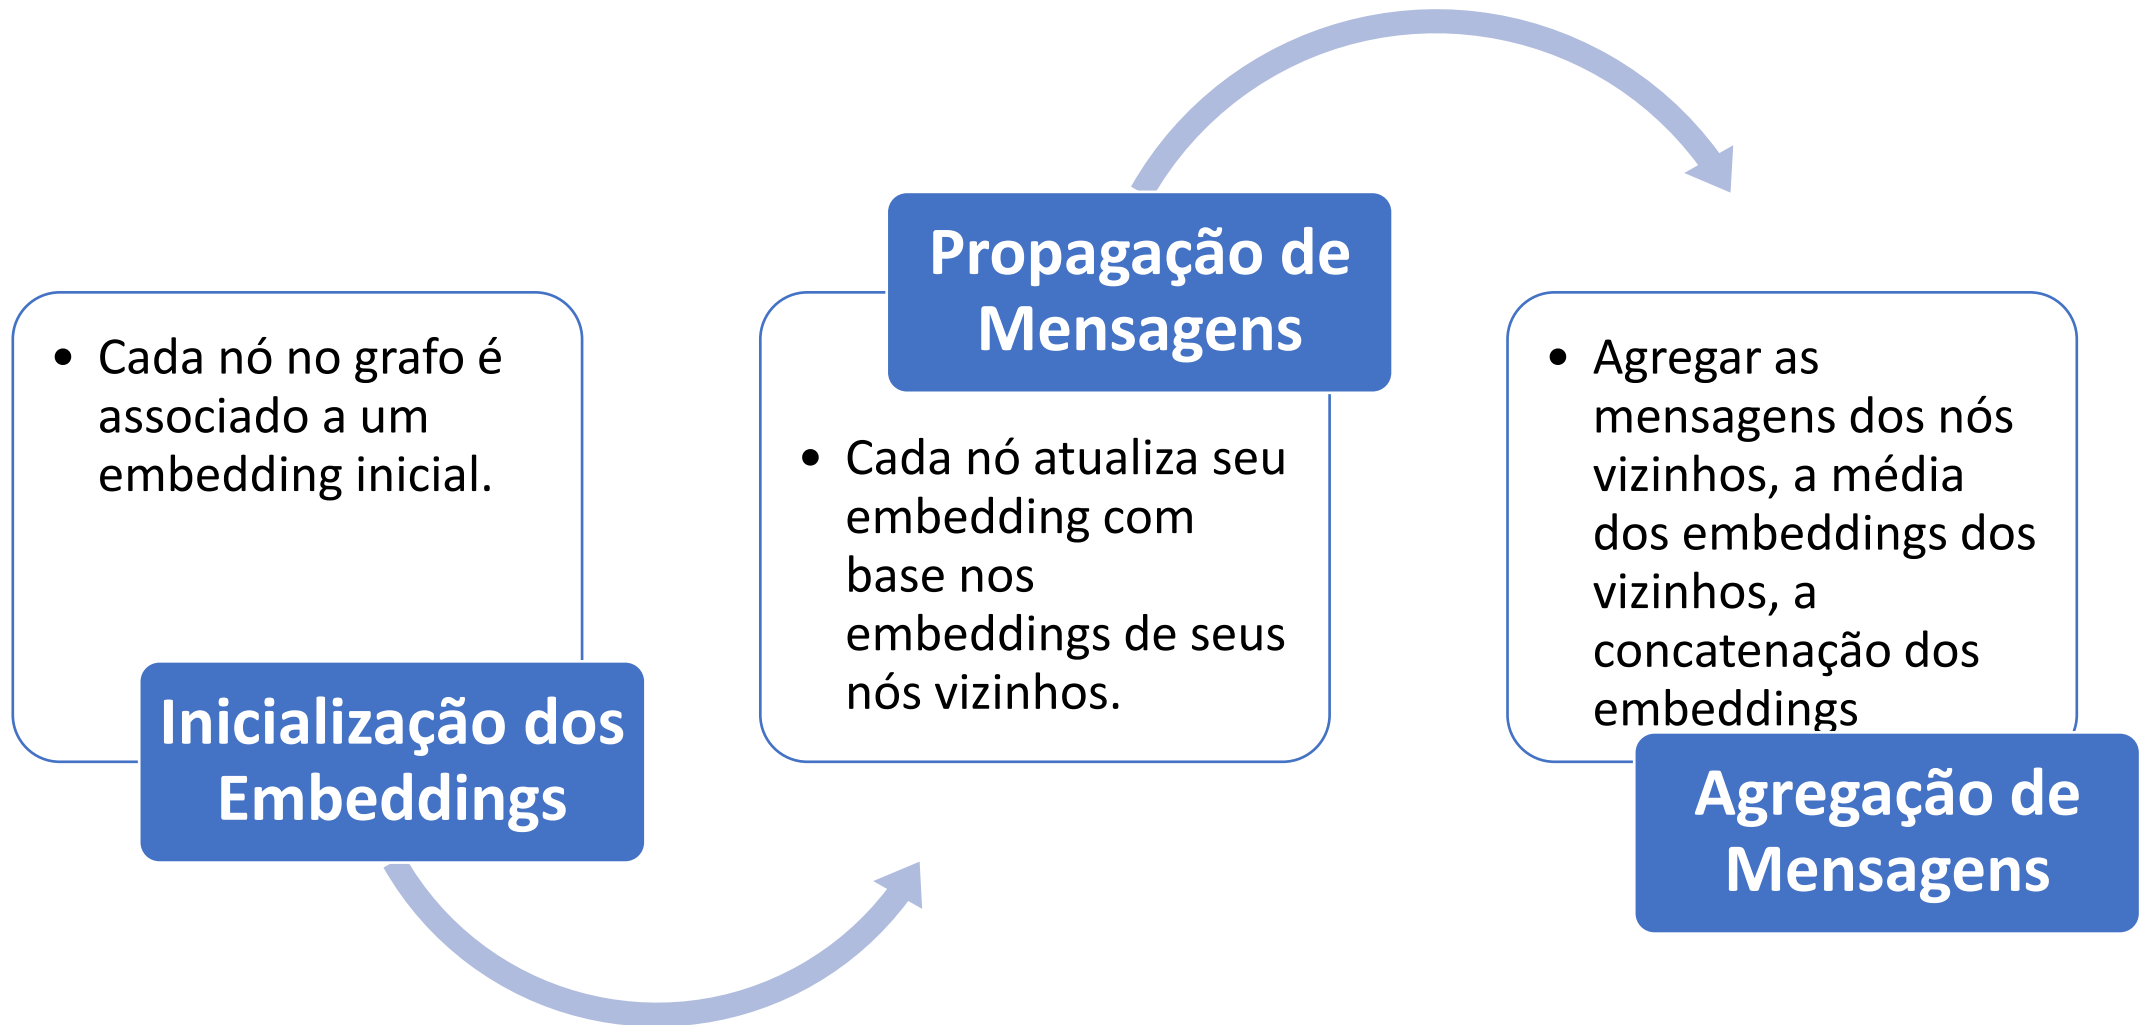 • Cada nó no grafo é
associado a um
embedding inicial.
Inicialização dos
Embeddings
Propagação de
Mensagens
• Cada nó atualiza seu
embedding com
base nos
embeddings de seus
nós vizinhos.
• Agregar as
mensagens dos nós
vizinhos, a média
dos embeddings dos
vizinhos, a
concatenação dos
embeddings
Agregação de
Mensagens